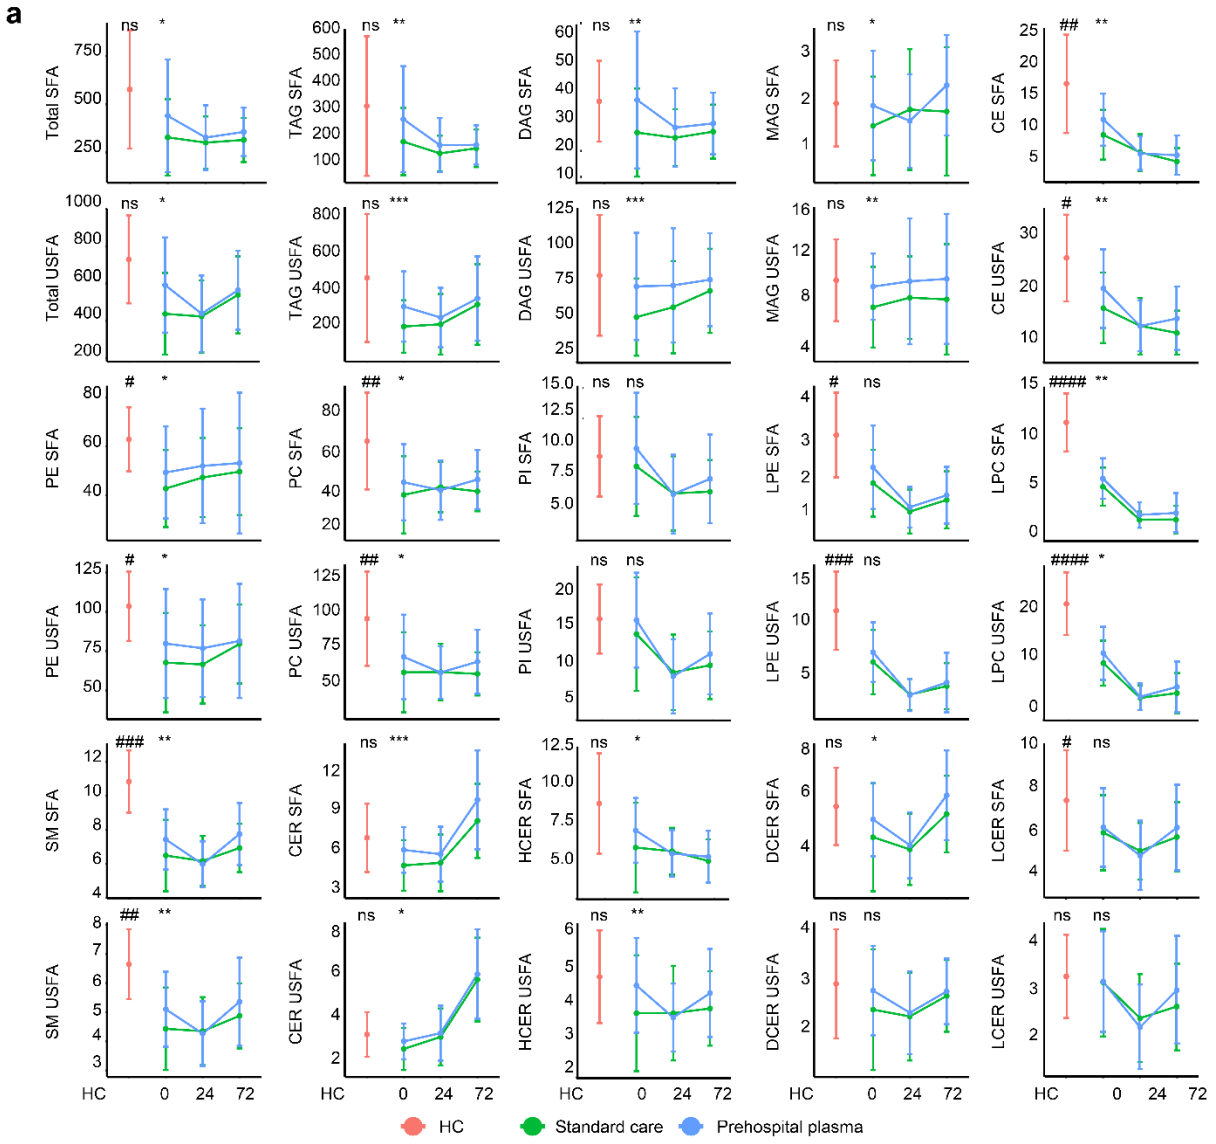 a
ns *
Total SFA
750
500
250
ns **
TAG SFA
600
500
400
300
200
100
ns **
DAG SFA
60
50
40
30
20
10
ns *
MAG SFA
3
2
1
## **
CE SFA
25
20
15
10
5
ns *
Total USFA
1000
800
600
400
200
ns ***
TAG USFA
800
600
400
200
ns ***
DAG USFA
125
100
75
50
25
ns **
MAG USFA
16
12
8
4
# **
CE USFA
30
20
10
# *
PE SFA
80
60
40
## *
PC SFA
80
60
40
20
ns ns
PI SFA
15.0
12.5
10.0
7.5
5.0
# ns
LPE SFA
4
3
2
1
#### **
LPC SFA
15
10
5
0
# *
PE USFA
125
100
75
50
## *
PC USFA
125
100
75
50
ns ns
PI USFA
20
15
10
5
### ns
LPE USFA
15
10
5
#### *
LPC USFA
20
10
0
### **
SM SFA
12
10
8
6
4
ns ***
CER SFA
12
9
6
3
ns *
HCER SFA
12.5
10.0
7.5
5.0
ns *
DCER SFA
8
6
4
# ns
LCER SFA
10
8
6
4
## **
SM USFA
8
7
6
5
4
3
ns *
CER USFA
8
6
4
2
ns **
HCER USFA
6
5
4
3
2
ns ns
DCER USFA
4
3
2
ns ns
LCER USFA
4
3
2
HC 0 24 72 HC 0 24 72 HC 0 24 72 HC 0 24 72 HC 0 24 72
HC Standard care Prehospital plasma